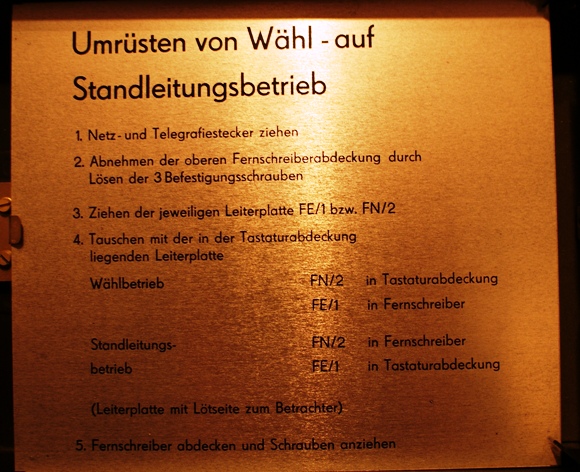 Umrüsten von Wähl - auf
Standleitungsbetrieb
1. Netz- und Telegrafiestecker ziehen
2. Abnehmen der oberen Fernschreiberabdeckung durch
Lösen der 3 Befestigungsschrauben
3. Ziehen der jeweiligen Leiterplatte FE/1 bzw. FN/2
4. Tauschen mit der in der Tastaturabdeckung
liegenden Leiterplatte
Wählbetrieb FN/2 in Tastaturabdeckung
FE/1 in Fernschreiber
Standleitungs- FN/2 in Fernschreiber
betrieb FE/1 in Tastaturabdeckung
(Leiterplatte mit Lötseite zum Betrachter)
5. Fernschreiber abdecken und Schrauben anziehen